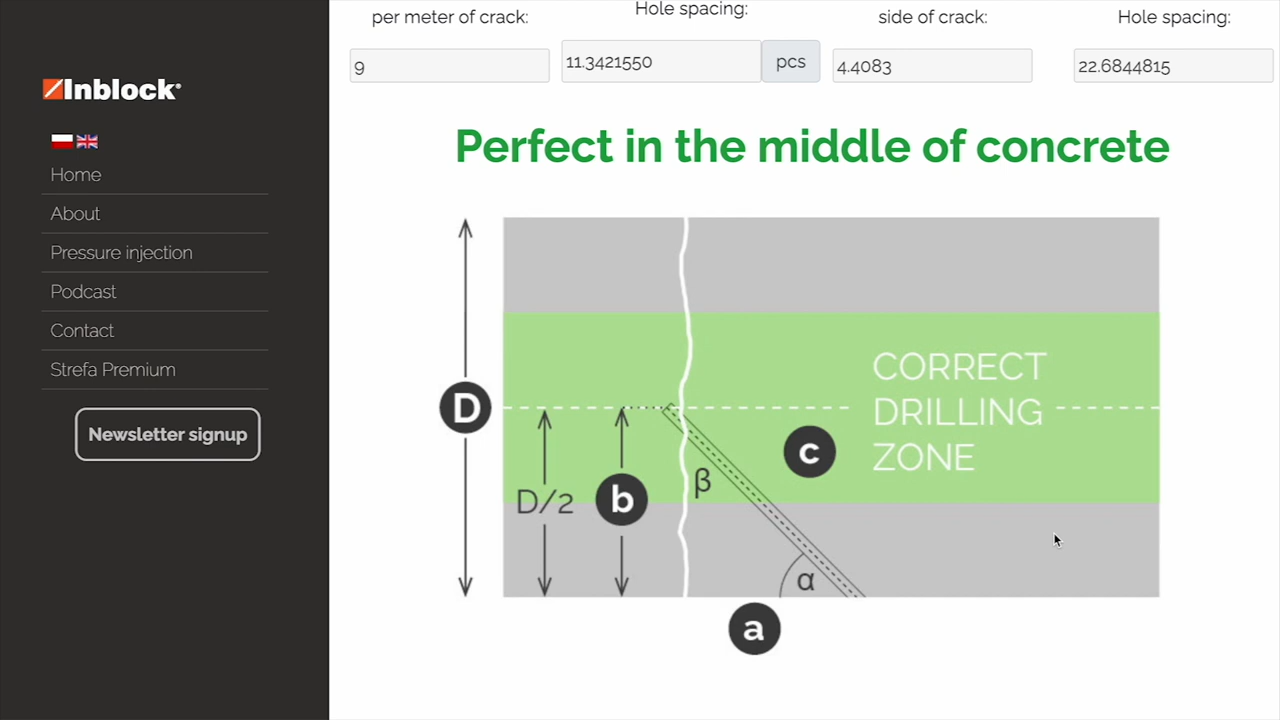 per meter of crack:
Hole spacing:
side of crack:
Hole spacing:
9
11.3421550
pcs
4.4083
22.6844815
Inblock®
Home
About
Pressure injection
Podcast
Contact
Strefa Premium
Newsletter signup
Perfect in the middle of concrete
CORRECT
DRILLING
ZONE
D
D/2
b
c
β
α
a